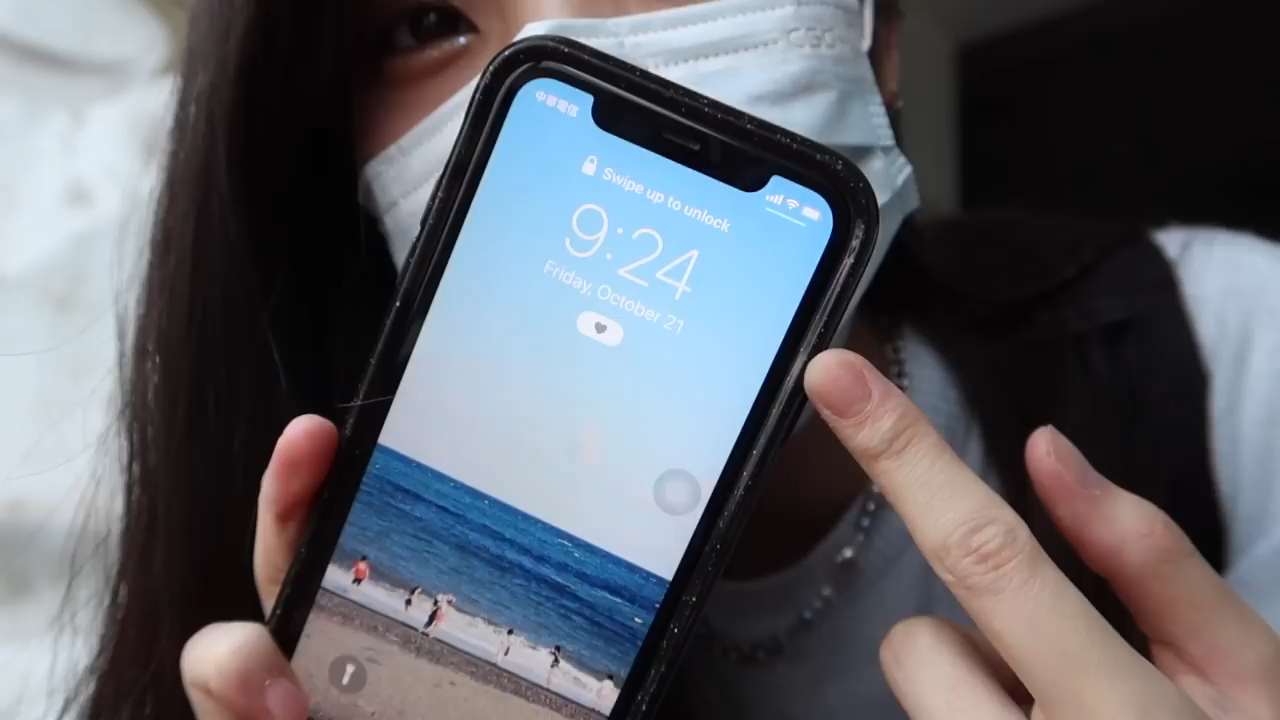 中華電信
Swipe up to unlock
9:24
Friday, October 21